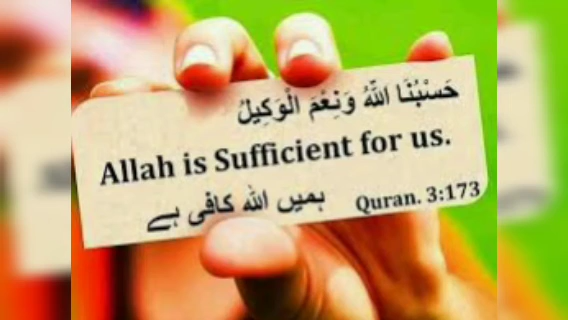 حَسْبُنَا اللّٰهُ وَنِعْمَ الْوَكِيلُ
Allah is Sufficient for us.
ہمیں اللہ کافی ہے
Quran. 3:173